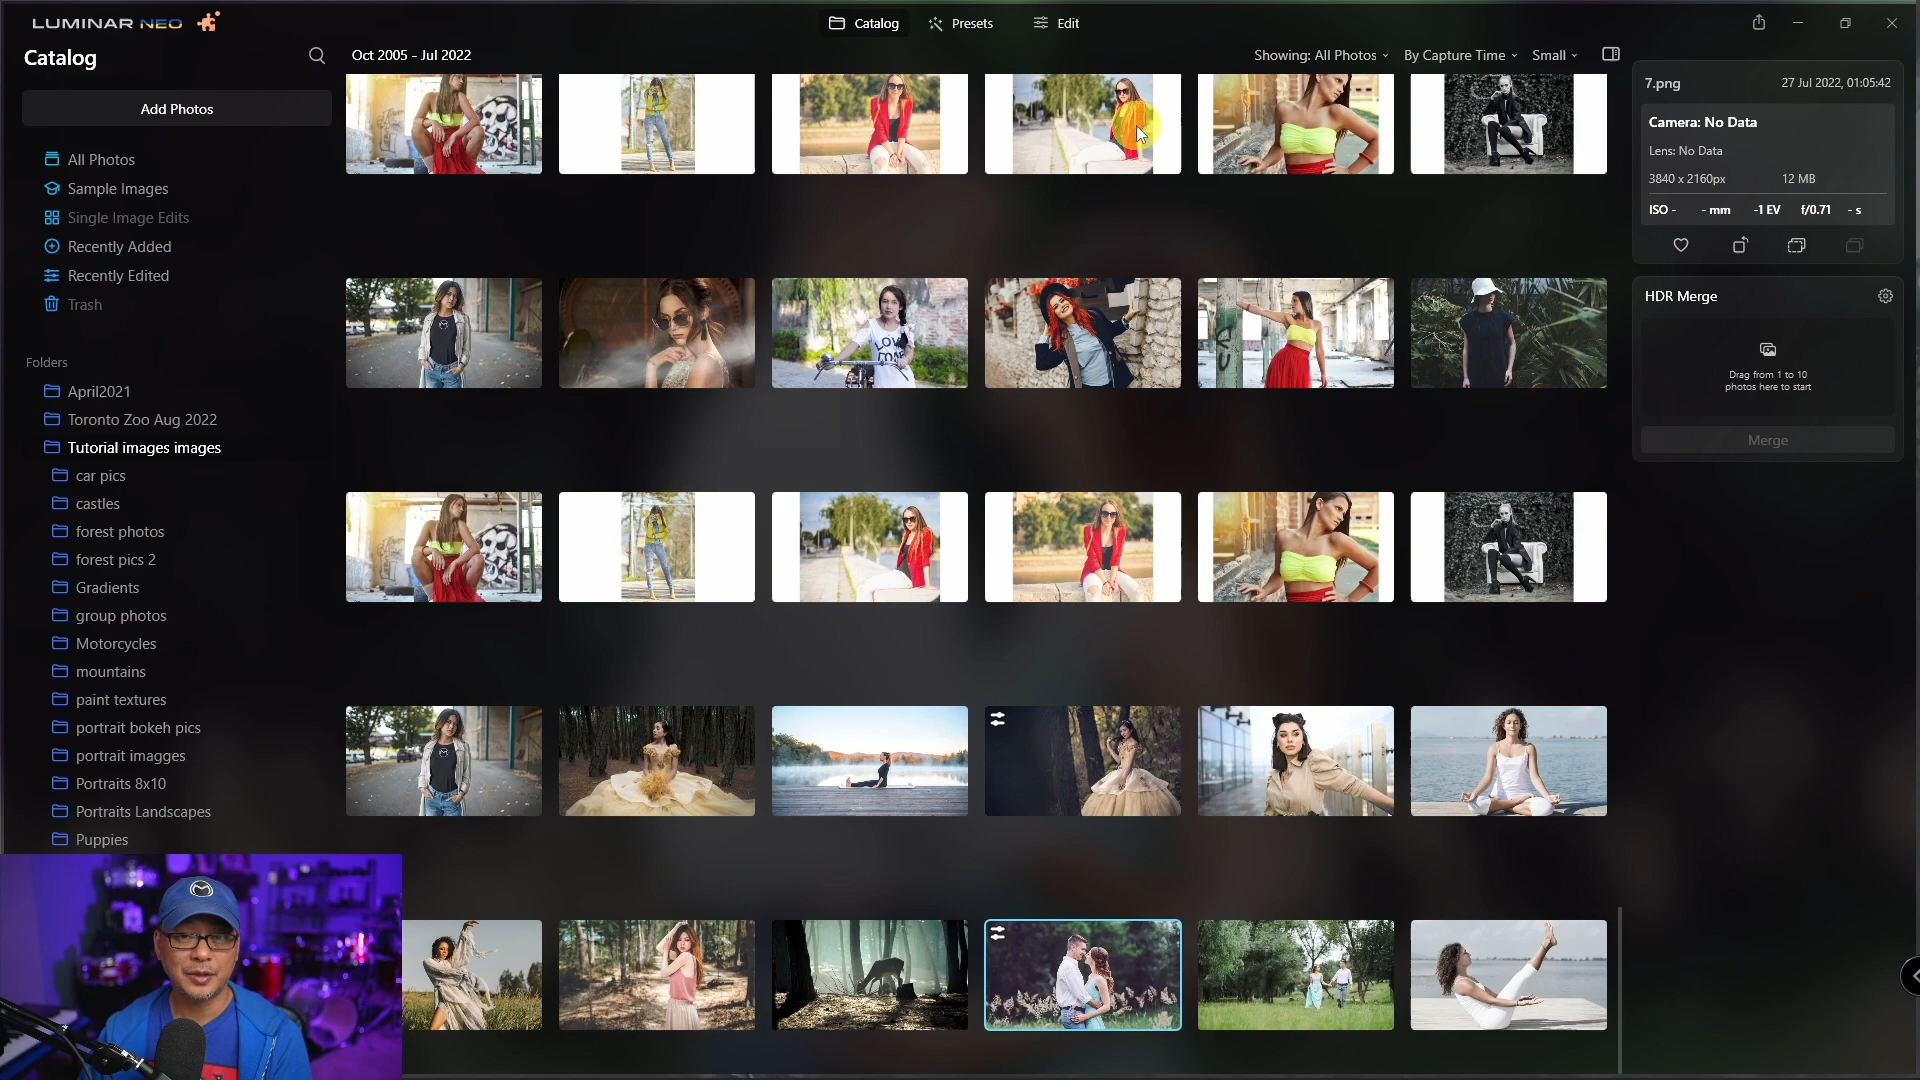 LUMINAR NEO
Catalog
Presets
Edit
Catalog
Oct 2005 - Jul 2022
Showing: All Photos
By Capture Time
Small
Add Photos
All Photos
Sample Images
Single Image Edits
Recently Added
Recently Edited
Trash
Folders
April2021
Toronto Zoo Aug 2022
Tutorial images images
car pics
castles
forest photos
forest pics 2
Gradients
group photos
Motorcycles
mountains
paint textures
portrait bokeh pics
portrait imagges
Portraits 8x10
Portraits Landscapes
Puppies
7.png
27 Jul 2022, 01:05:42
Camera: No Data
Lens: No Data
3840 x 2160px
12 MB
ISO -
- mm
-1 EV
f/0.71
- s
HDR Merge
Drag from 1 to 10
photos here to start
Merge